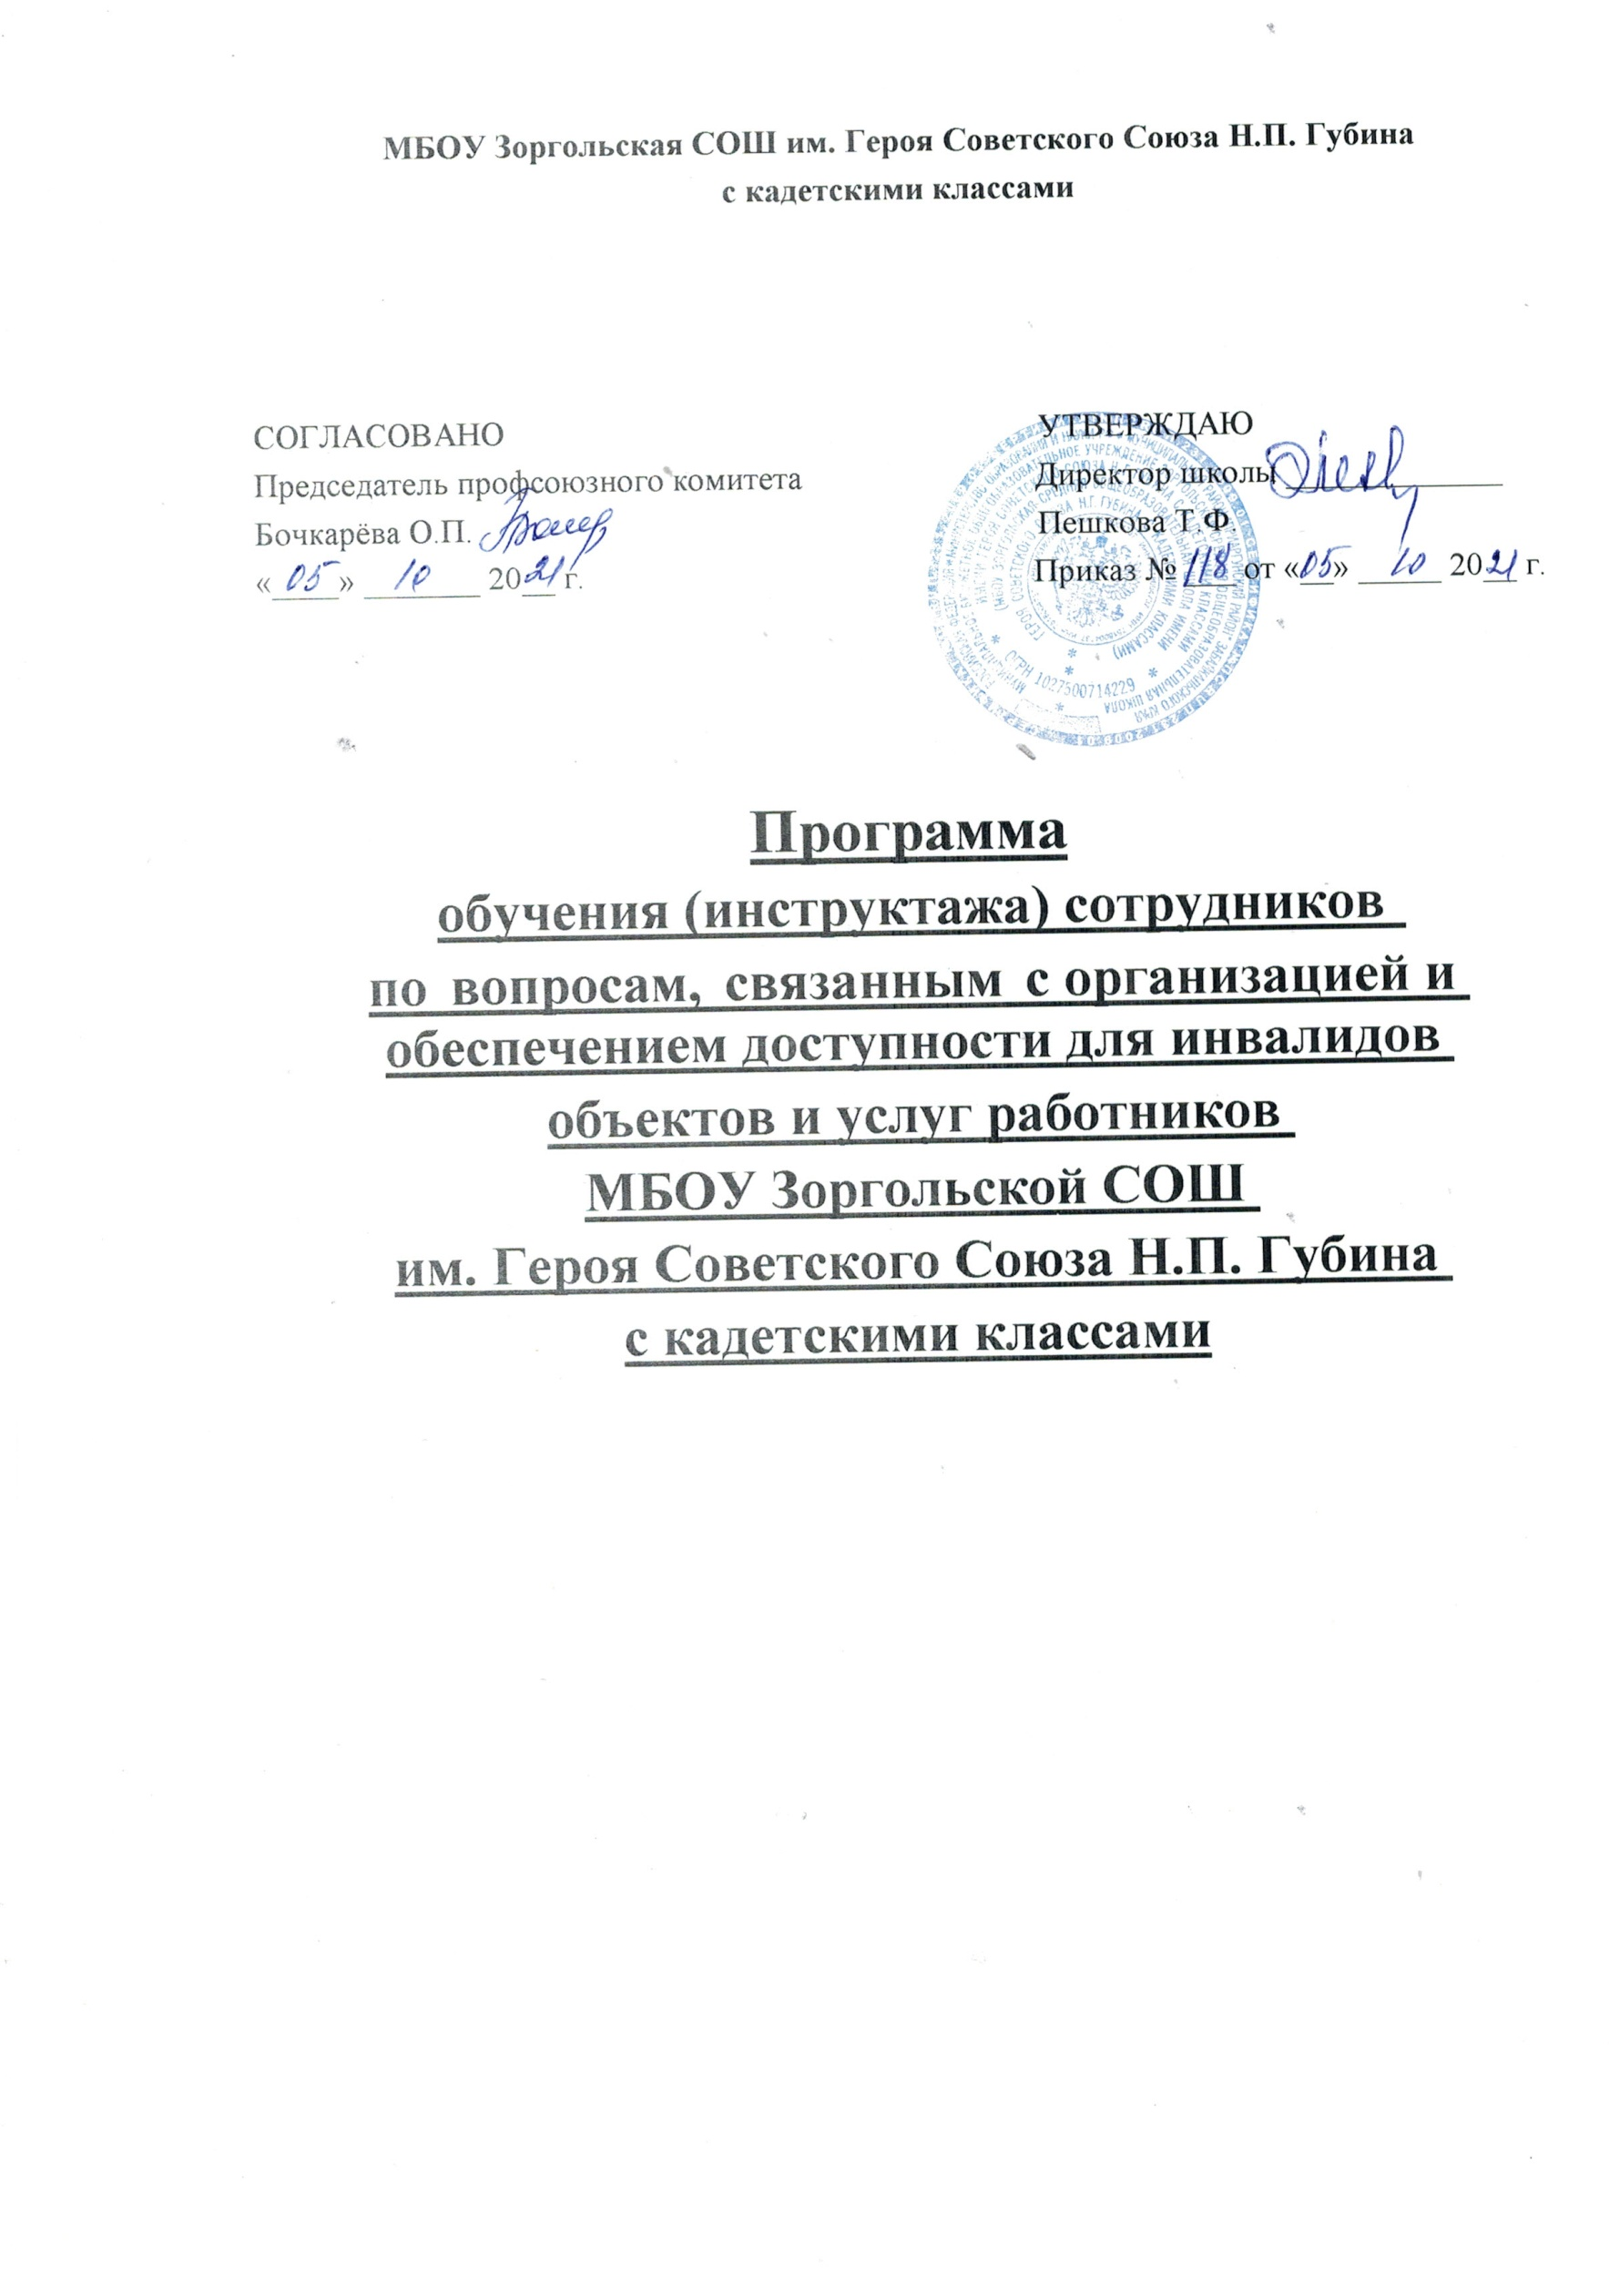 МБОУ Зоргольская СОШ им. Героя Советского Союза Н.П. Губина
с кадетскими классами
СОГЛАСОВАНО
Председатель профсоюзного комитета
Бочкарёва О.П.
«05» 10 2021 г.
УТВЕРЖДАЮ
Директор школы
Пешкова Т.Ф.
Приказ № 118 от «05» 10 2021 г.
ОГРН 1027500714229
Программа
обучения (инструктажа) сотрудников
по вопросам, связанным с организацией и
обеспечением доступности для инвалидов
объектов и услуг работников
МБОУ Зоргольской СОШ
им. Героя Советского Союза Н.П. Губина
с кадетскими классами